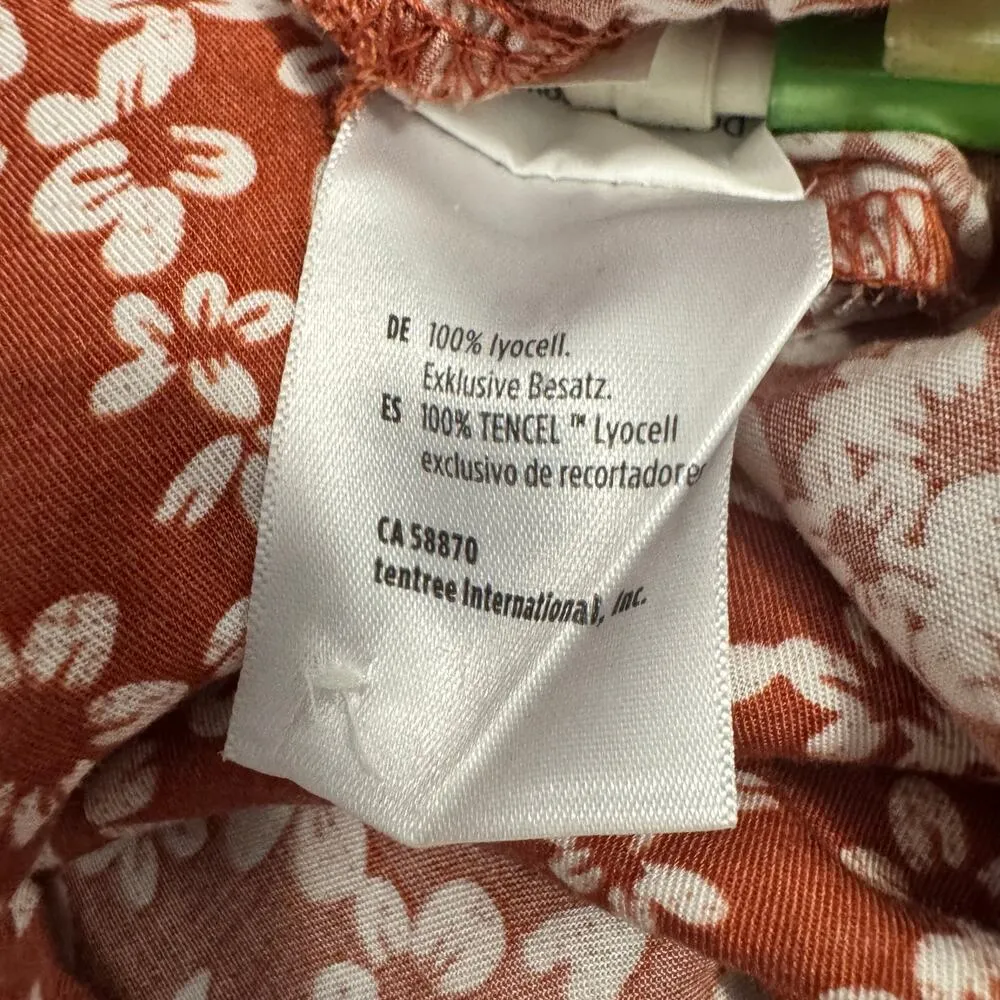 DE 100% lyocell.
Exklusive Besatz.
ES 100% TENCEL ™ Lyocell
exclusivo de recortadores
CA 58870
tentree International, Inc.